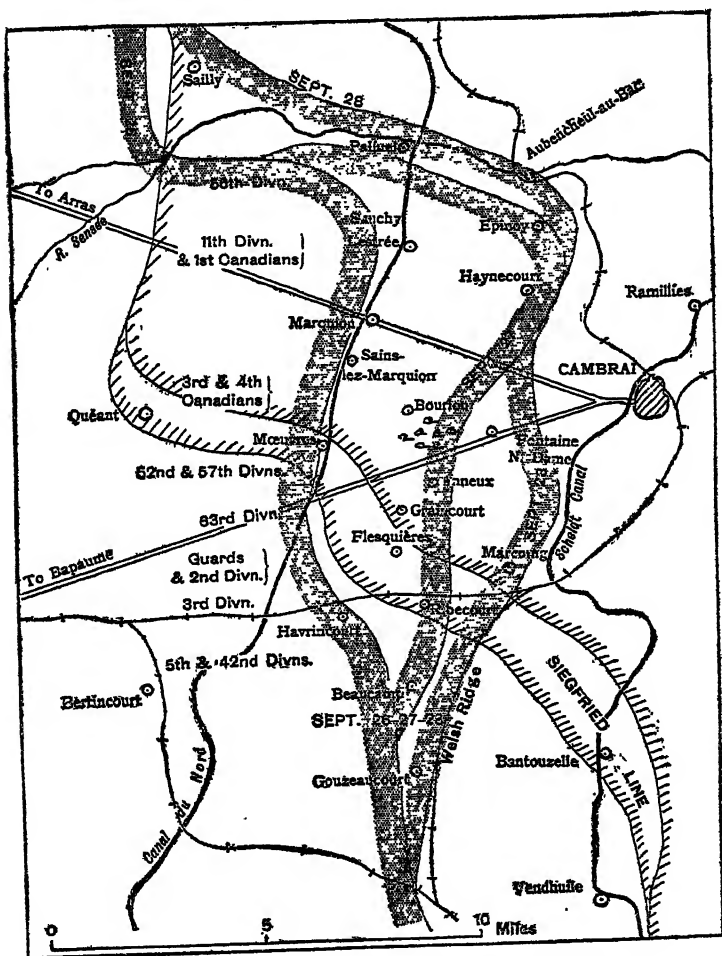 Sailly
SEPT. 28
Aubencheul-au-Bac
Palluel
56th Divn.
To Arras
R. Sensée
Sauchy
Lestrée
Epinoy
11th Divn.
& 1st Canadians
Haynecourt
Ramillies
Marquion
Sains-
lez-Marquion
CAMBRAI
3rd & 4th
Canadians
Quéant
Bourlon
Mœuvres
Fontaine
N. Dame
62nd & 57th Divns.
Anneux
63rd Divn.
Graincourt
Scheldt Canal
Flesquières
To Bapaume
Guards
& 2nd Divn.
Marcoing
3rd Divn.
Ribecourt
Havrincourt
5th & 42nd Divns.
Bertincourt
Beaucamp
SIEGFRIED
LINE
SEPT. 26-27-28
Welsh Ridge
Bantouzelle
Gouzeaucourt
Canal du Nord
Vendhuile
0 5 10
Miles